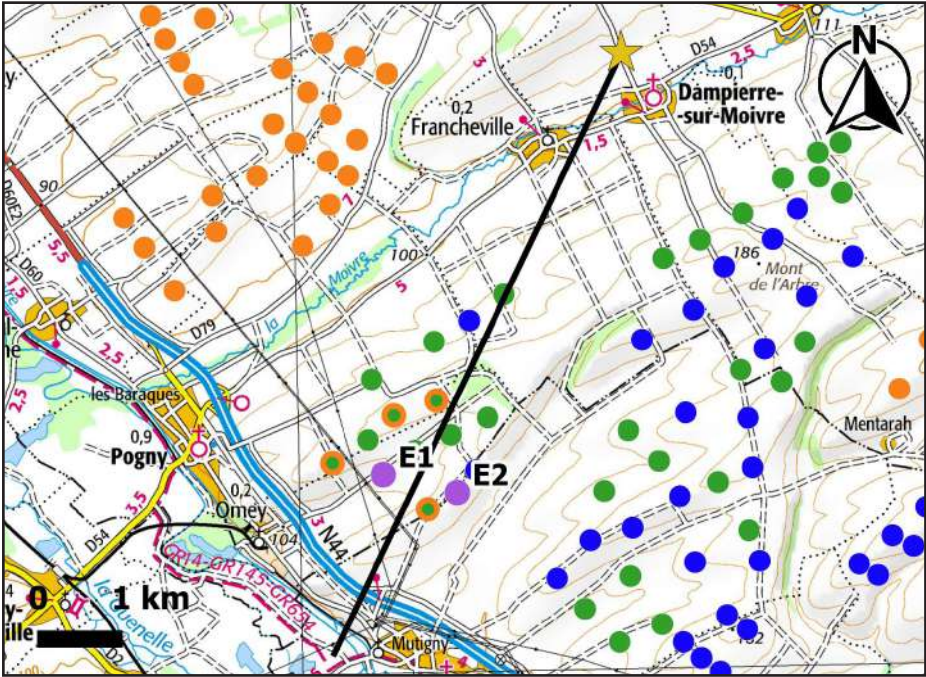 111
N
D54
2,5
0,1
Dampierre-
-sur-Moivre
3
0,2
Francheville
1,5
90
D60E2
5,5
7
la Moivre
100
5
186
Mont
de l'Arbre
D60
1,5
D79
2,5
2,5
les Baraques
0,9
Pogny
Mentarah
E1
E2
0,2
Omey
104
3
N44
3,5
D54
GR14-GR145-GR654
0 1 km
la Guenelle
ville
D2
Mutigny
4